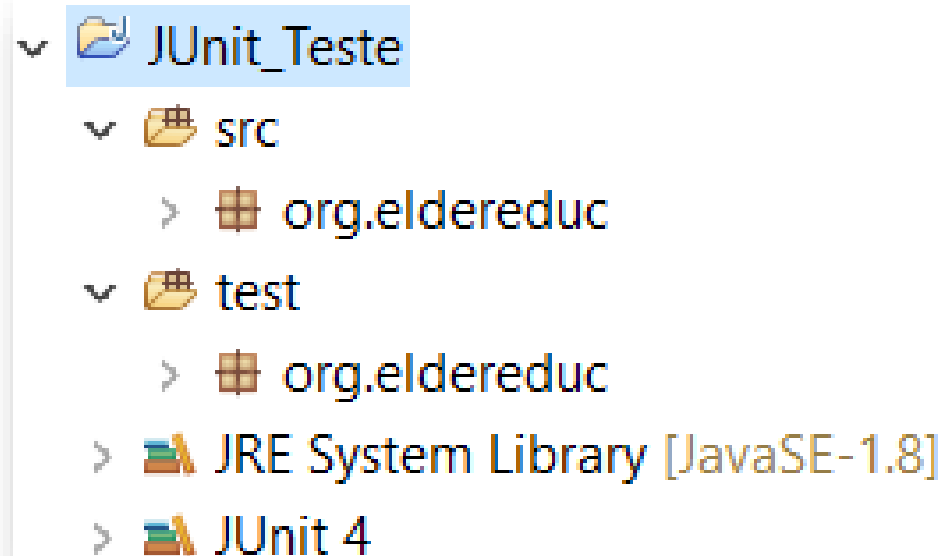 JUnit_Teste
src
org.eldereduc
test
org.eldereduc
JRE System Library [JavaSE-1.8]
JUnit 4